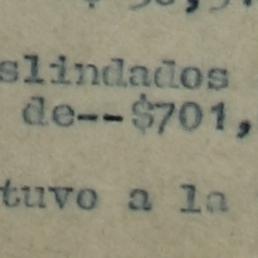 slindados
de--$701,
tuvo a la